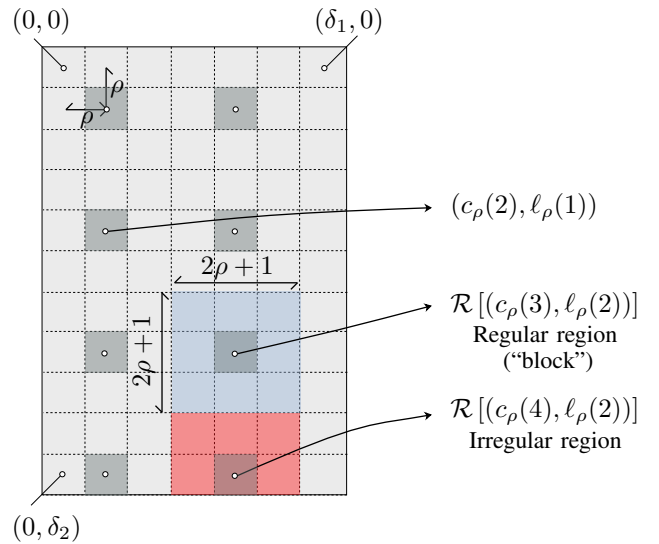 (0, 0)
(δ₁, 0)
ρ
ρ
(c_ρ(2), ℓ_ρ(1))
2ρ + 1
2ρ + 1
ℛ [(c_ρ(3), ℓ_ρ(2))]
Regular region
(“block”)
ℛ [(c_ρ(4), ℓ_ρ(2))]
Irregular region
(0, δ₂)